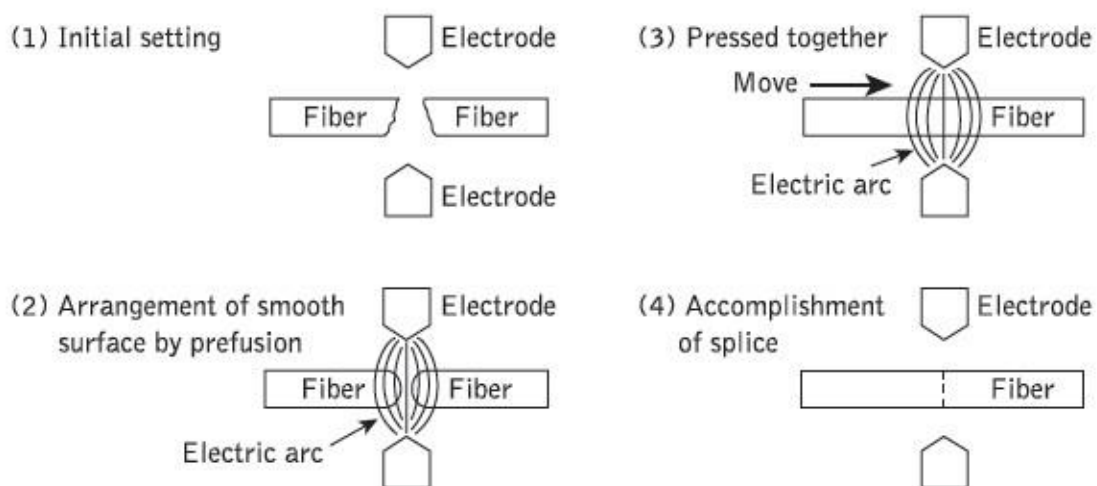 (1) Initial setting
Electrode
Fiber
Fiber
Electrode
(2) Arrangement of smooth
surface by prefusion
Electrode
Fiber
Fiber
Electric arc
(3) Pressed together
Electrode
Move
Fiber
Electric arc
(4) Accomplishment
of splice
Electrode
Fiber